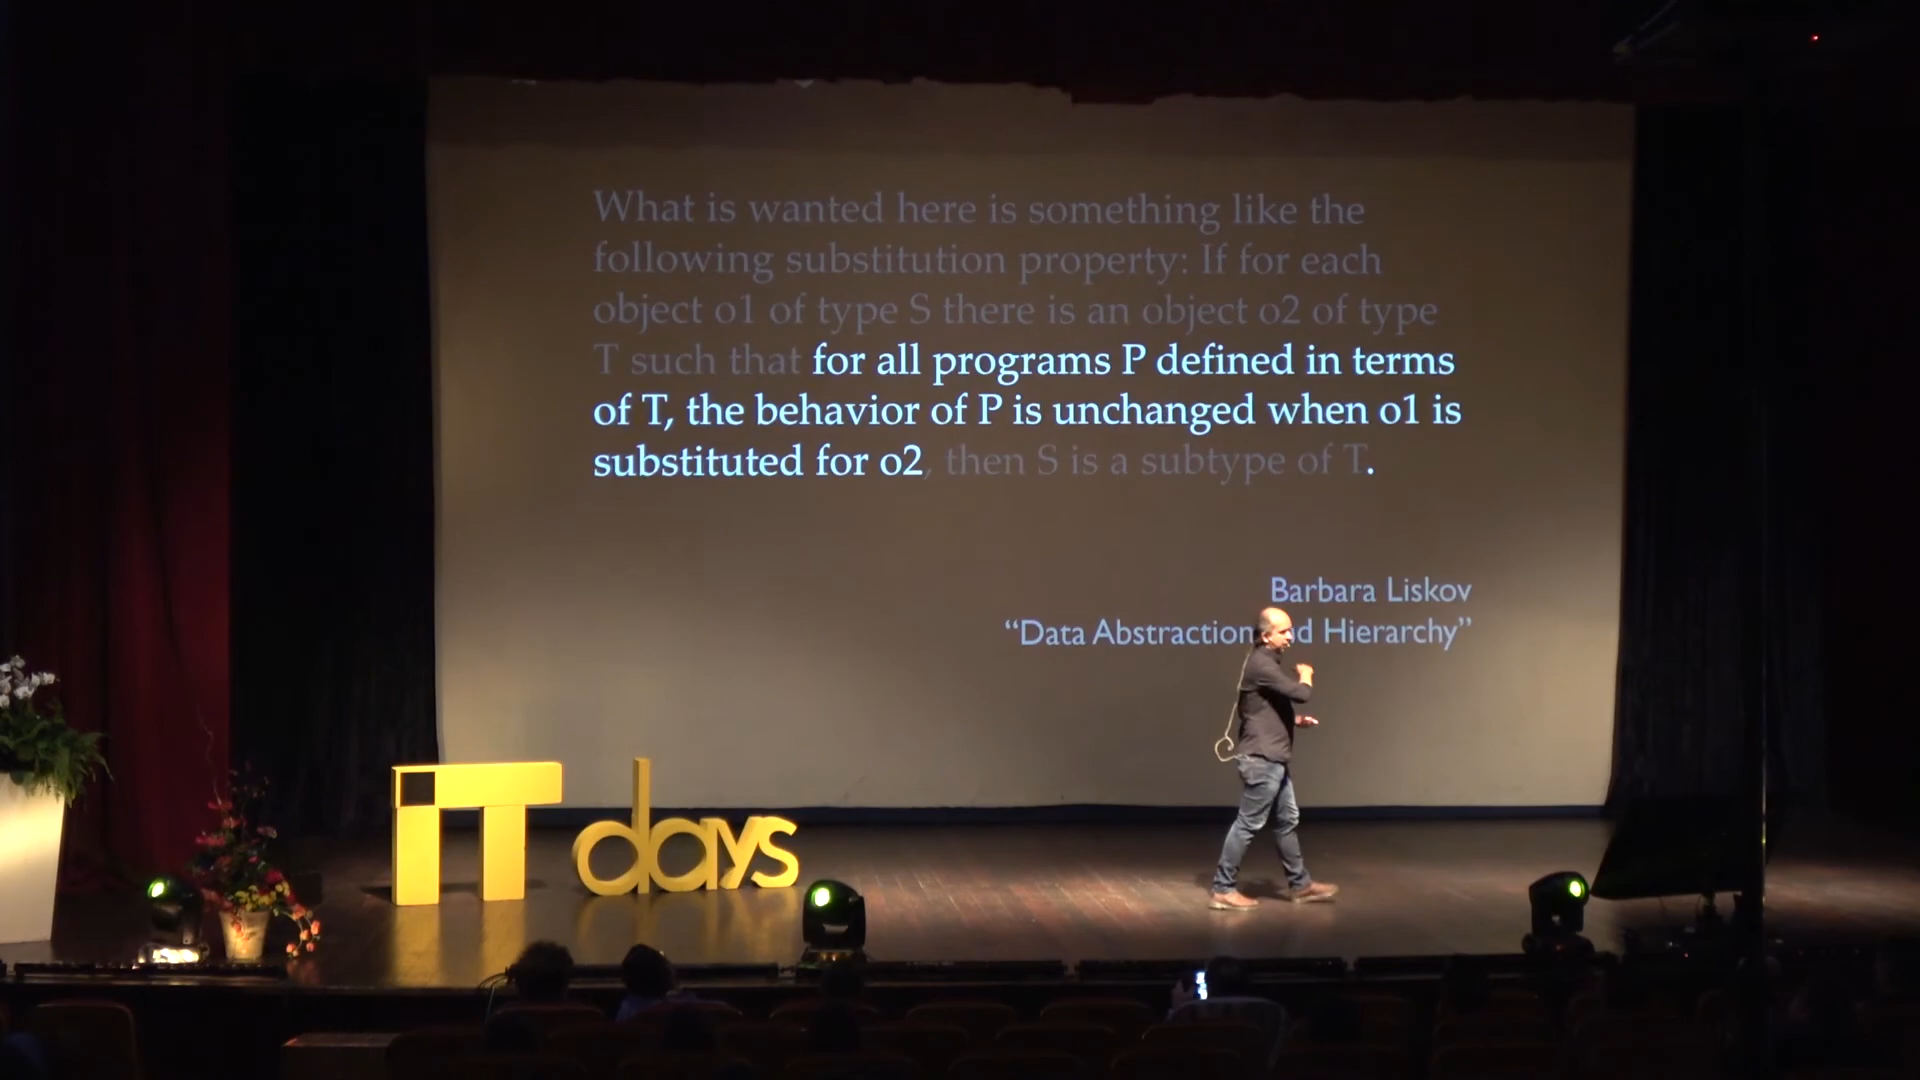 What is wanted here is something like the
following substitution property: If for each
object o1 of type S there is an object o2 of type
T such that for all programs P defined in terms
of T, the behavior of P is unchanged when o1 is
substituted for o2, then S is a subtype of T.
Barbara Liskov
“Data Abstraction and Hierarchy”
iT days